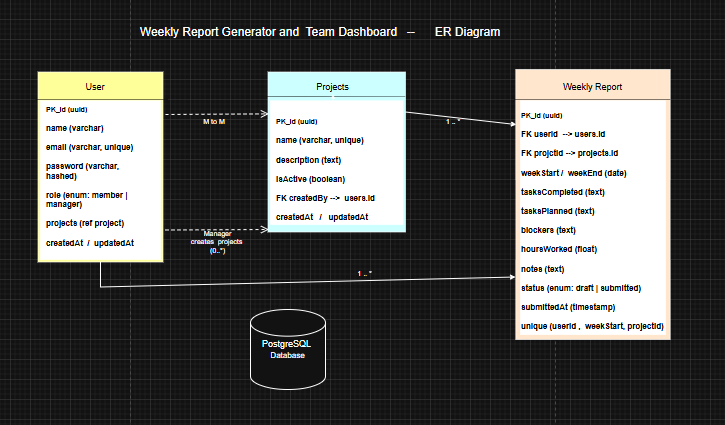 Weekly Report Generator and Team Dashboard – ER Diagram
User
PK_id (uuid)
name (varchar)
email (varchar, unique)
password (varchar,
hashed)
role (enum: member |
manager)
projects (ref project)
createdAt / updatedAt
M to M
Manager
creates projects
(0..*)
Projects
PK_id (uuid)
name (varchar, unique)
description (text)
isActive (boolean)
FK createdBy --> users.id
createdAt / updatedAt
1 .. *
1 .. *
Weekly Report
PK_id (uuid)
FK userid --> users.id
FK projctid --> projects.id
weekStart / weekEnd (date)
tasksCompleted (text)
tasksPlanned (text)
blockers (text)
hoursWorked (float)
notes (text)
status (enum: draft | submitted)
submittedAt (timestamp)
unique (userid , weekStart, projectid)
PostgreSQL
Database